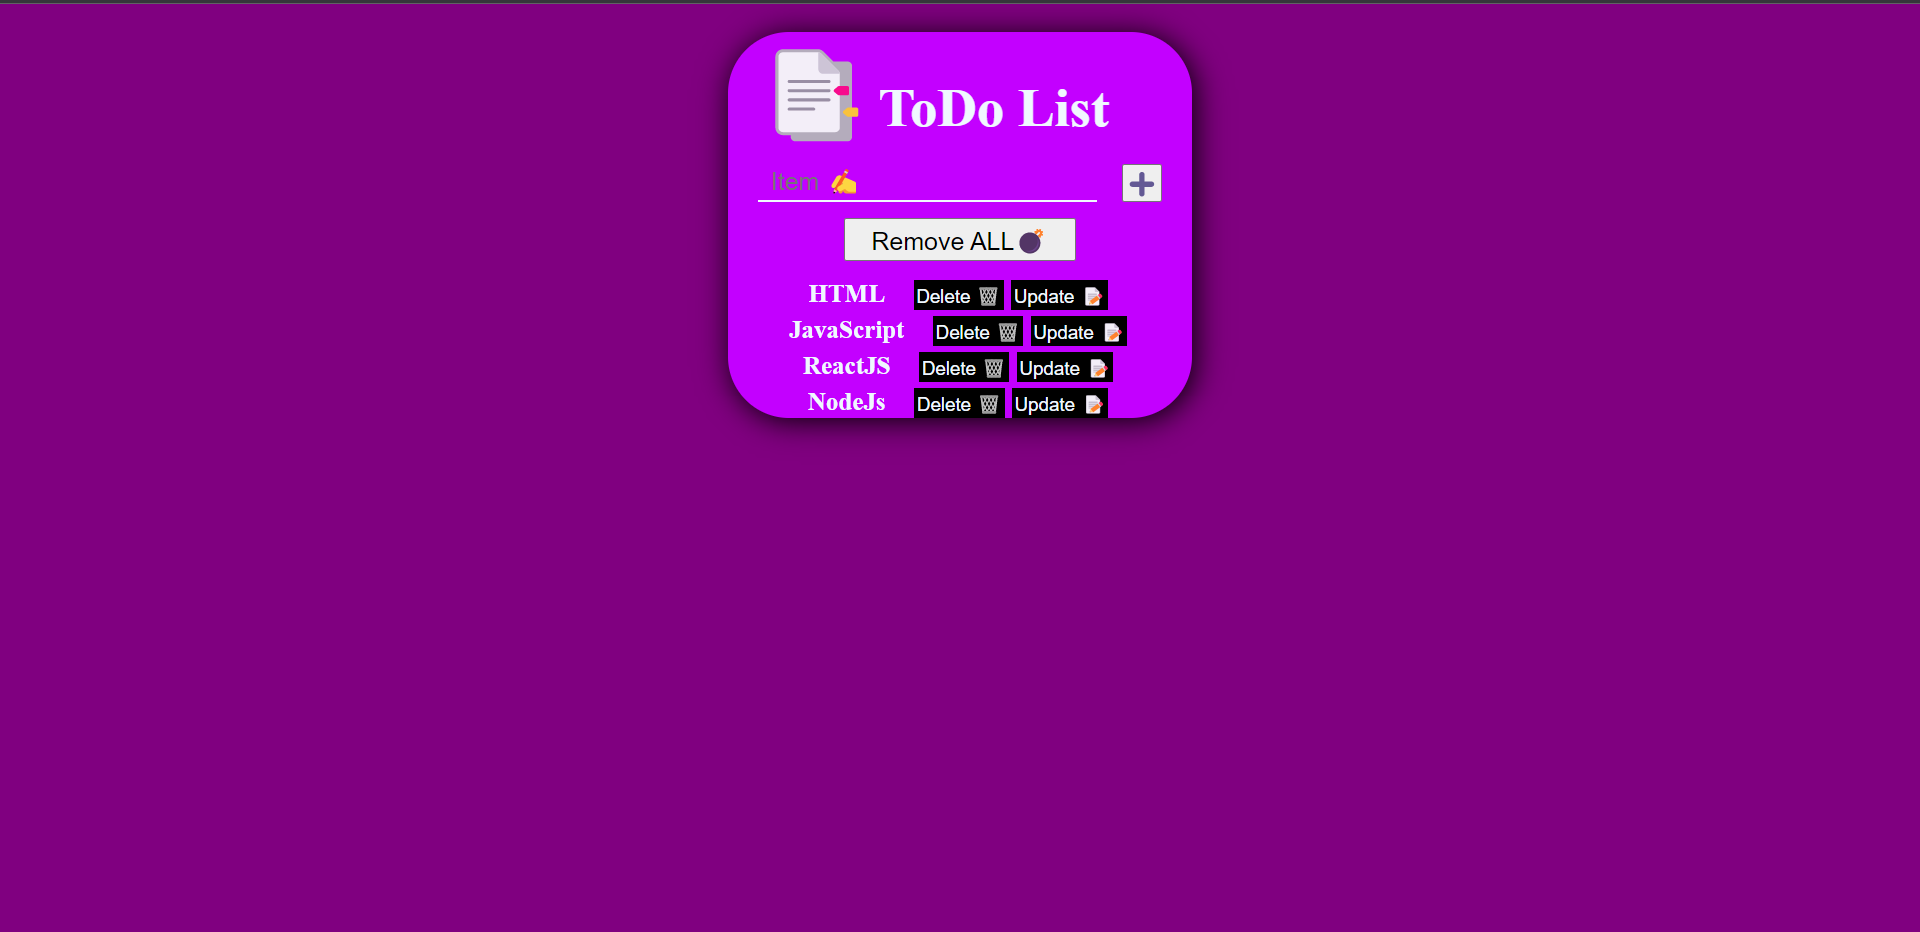 ToDo List
Item ✍
+
Remove ALL💣
HTML Delete 🗑 Update 📝
JavaScript Delete 🗑 Update 📝
ReactJS Delete 🗑 Update 📝
NodeJs Delete 🗑 Update 📝